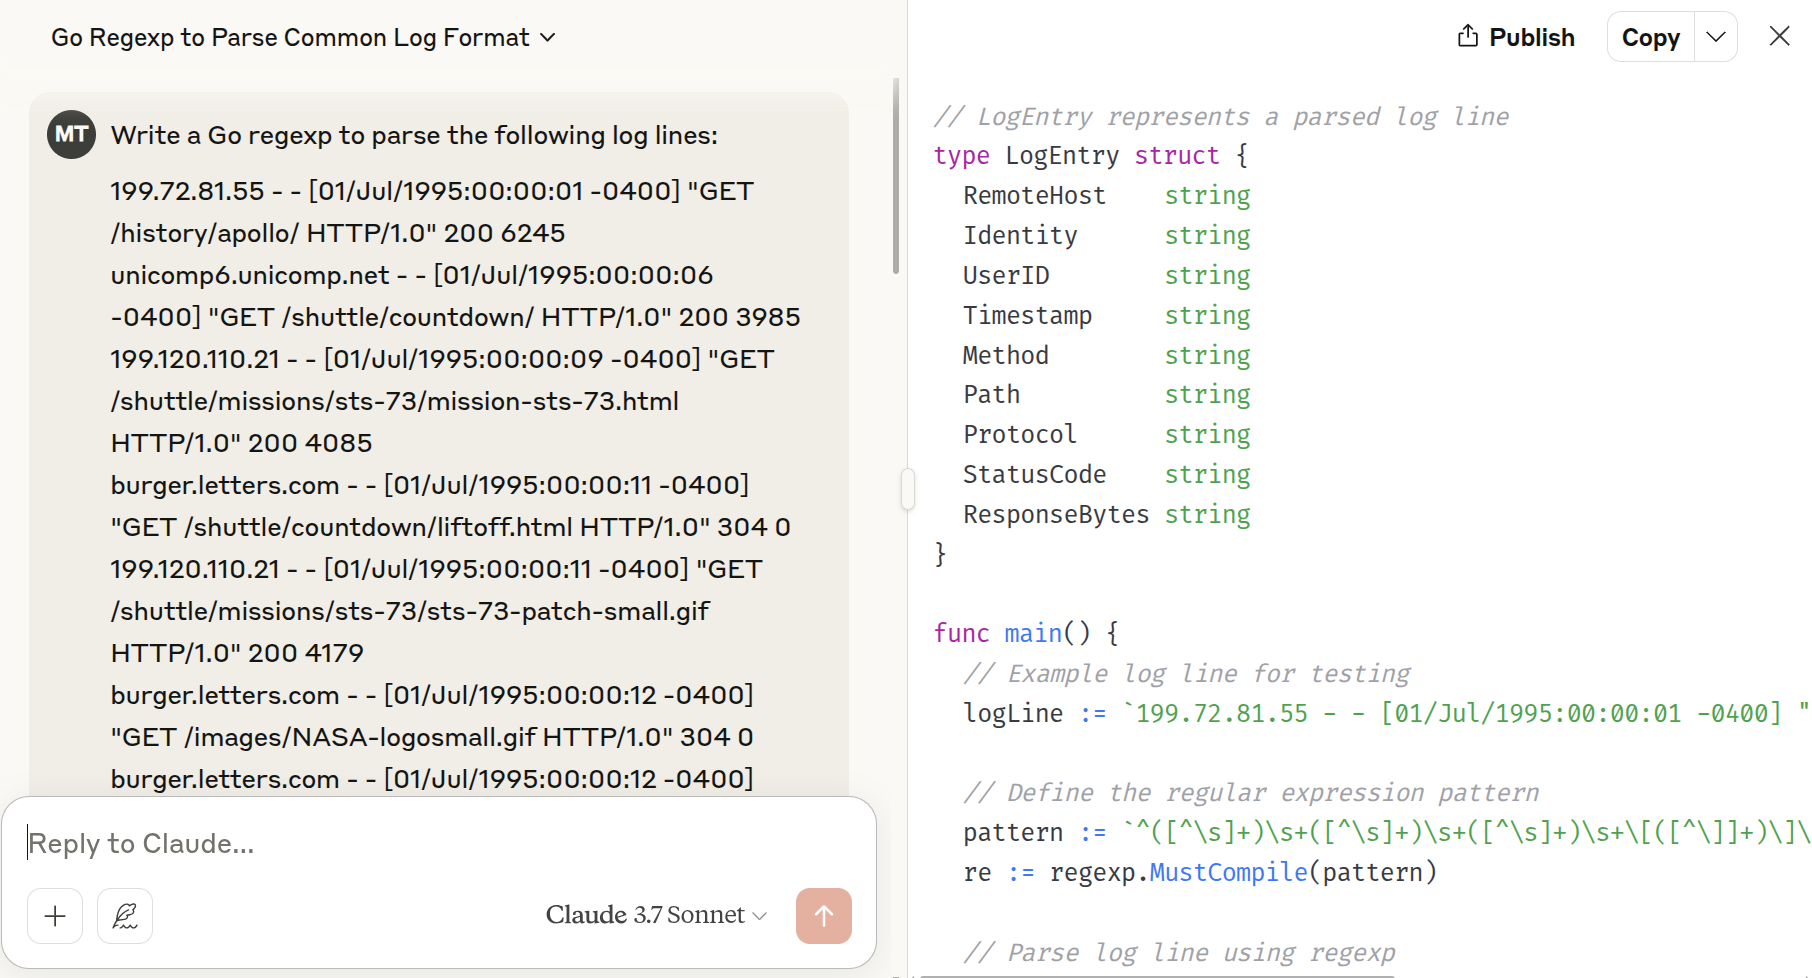 Go Regexp to Parse Common Log Format
MT
Write a Go regexp to parse the following log lines:
199.72.81.55 - - [01/Jul/1995:00:00:01 -0400] "GET
/history/apollo/ HTTP/1.0" 200 6245
unicomp6.unicomp.net - - [01/Jul/1995:00:00:06
-0400] "GET /shuttle/countdown/ HTTP/1.0" 200 3985
199.120.110.21 - - [01/Jul/1995:00:00:09 -0400] "GET
/shuttle/missions/sts-73/mission-sts-73.html
HTTP/1.0" 200 4085
burger.letters.com - - [01/Jul/1995:00:00:11 -0400]
"GET /shuttle/countdown/liftoff.html HTTP/1.0" 304 0
199.120.110.21 - - [01/Jul/1995:00:00:11 -0400] "GET
/shuttle/missions/sts-73/sts-73-patch-small.gif
HTTP/1.0" 200 4179
burger.letters.com - - [01/Jul/1995:00:00:12 -0400]
"GET /images/NASA-logosmall.gif HTTP/1.0" 304 0
burger.letters.com - - [01/Jul/1995:00:00:12 -0400]
Reply to Claude...
Claude 3.7 Sonnet
Publish
Copy
// LogEntry represents a parsed log line
type LogEntry struct {
RemoteHost string
Identity string
UserID string
Timestamp string
Method string
Path string
Protocol string
StatusCode string
ResponseBytes string
}
func main() {
// Example log line for testing
logLine := `199.72.81.55 - - [01/Jul/1995:00:00:01 -0400] "
// Define the regular expression pattern
pattern := `^([^\s]+)\s+([^\s]+)\s+([^\s]+)\s+\[([^\]]+)\]\
re := regexp.MustCompile(pattern)
// Parse log line using regexp